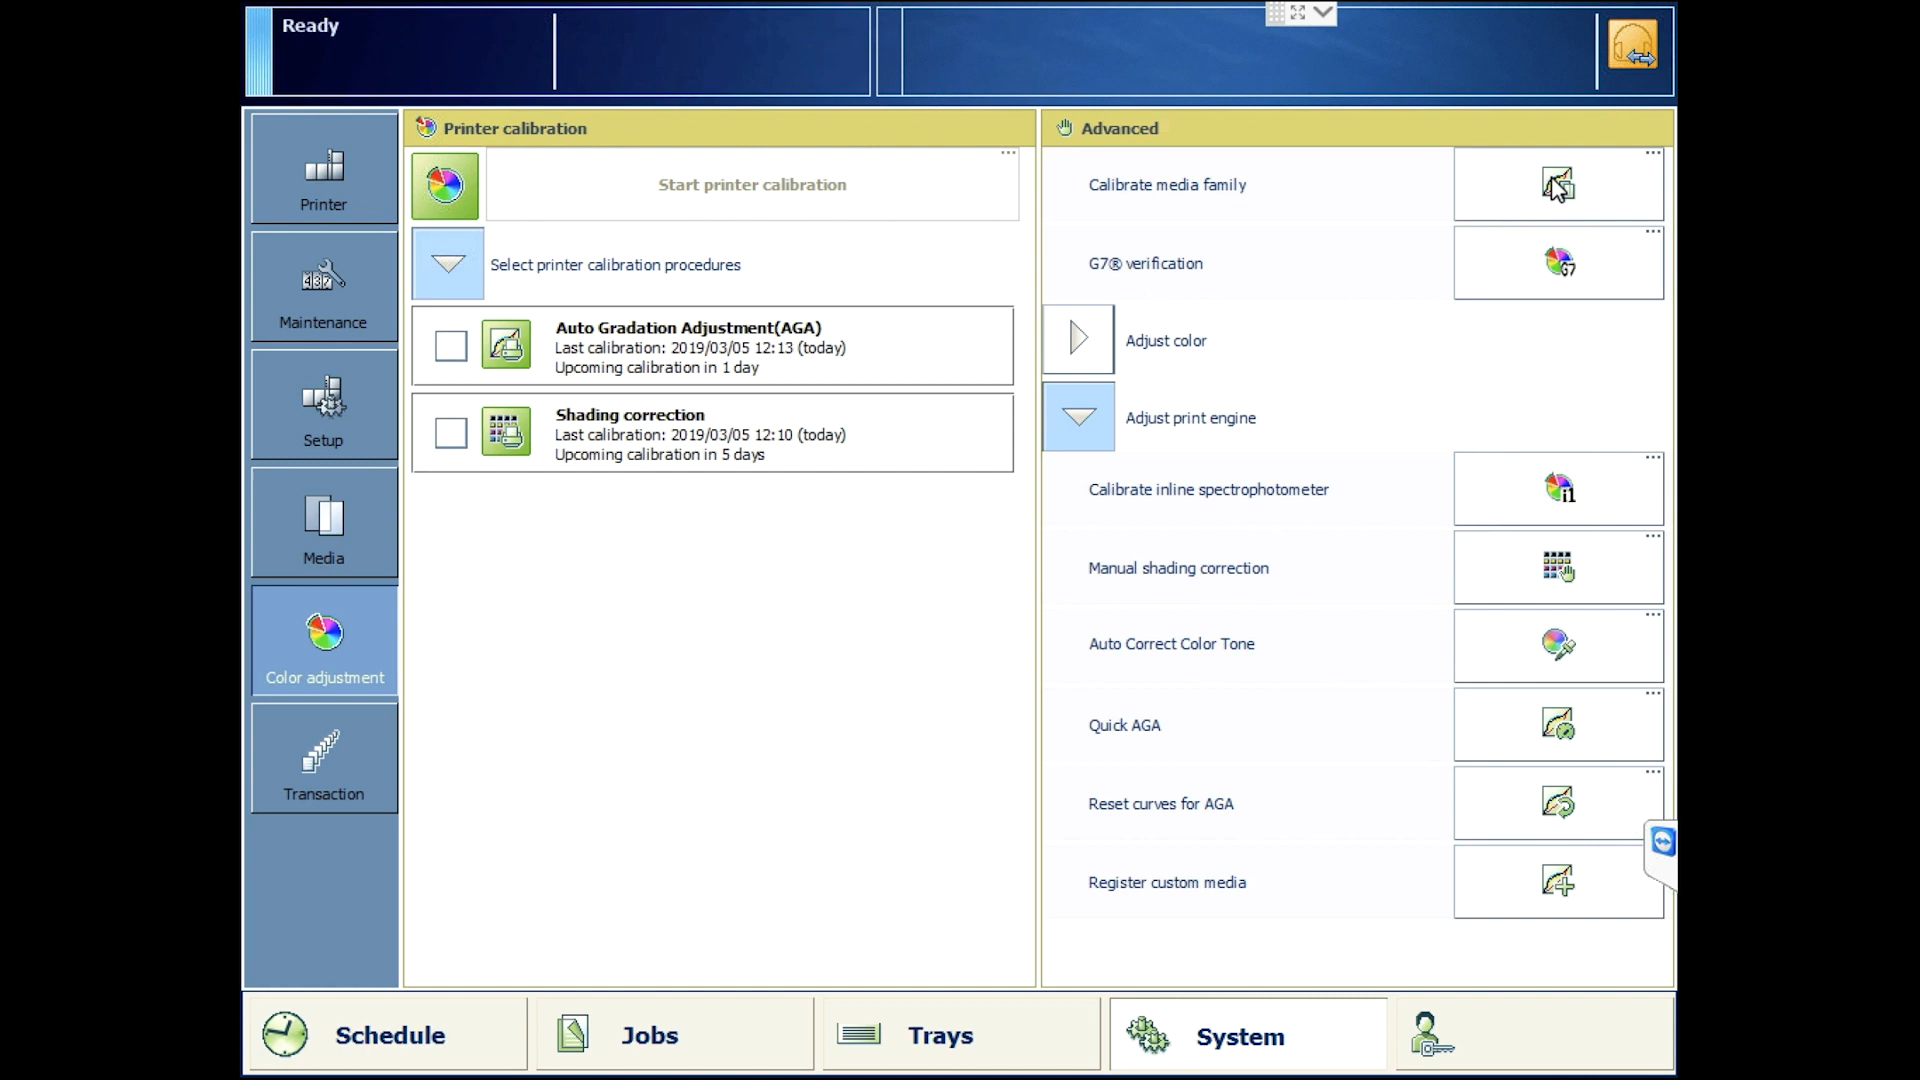 Ready
Printer
Maintenance
Setup
Media
Color adjustment
Transaction
Printer calibration
Start printer calibration
Select printer calibration procedures
Auto Gradation Adjustment(AGA)
Last calibration: 2019/03/05 12:13 (today)
Upcoming calibration in 1 day
Shading correction
Last calibration: 2019/03/05 12:10 (today)
Upcoming calibration in 5 days
Advanced
Calibrate media family
G7® verification
G7
Adjust color
Adjust print engine
Calibrate inline spectrophotometer
i1
Manual shading correction
Auto Correct Color Tone
Quick AGA
Reset curves for AGA
Register custom media
Schedule
Jobs
Trays
System